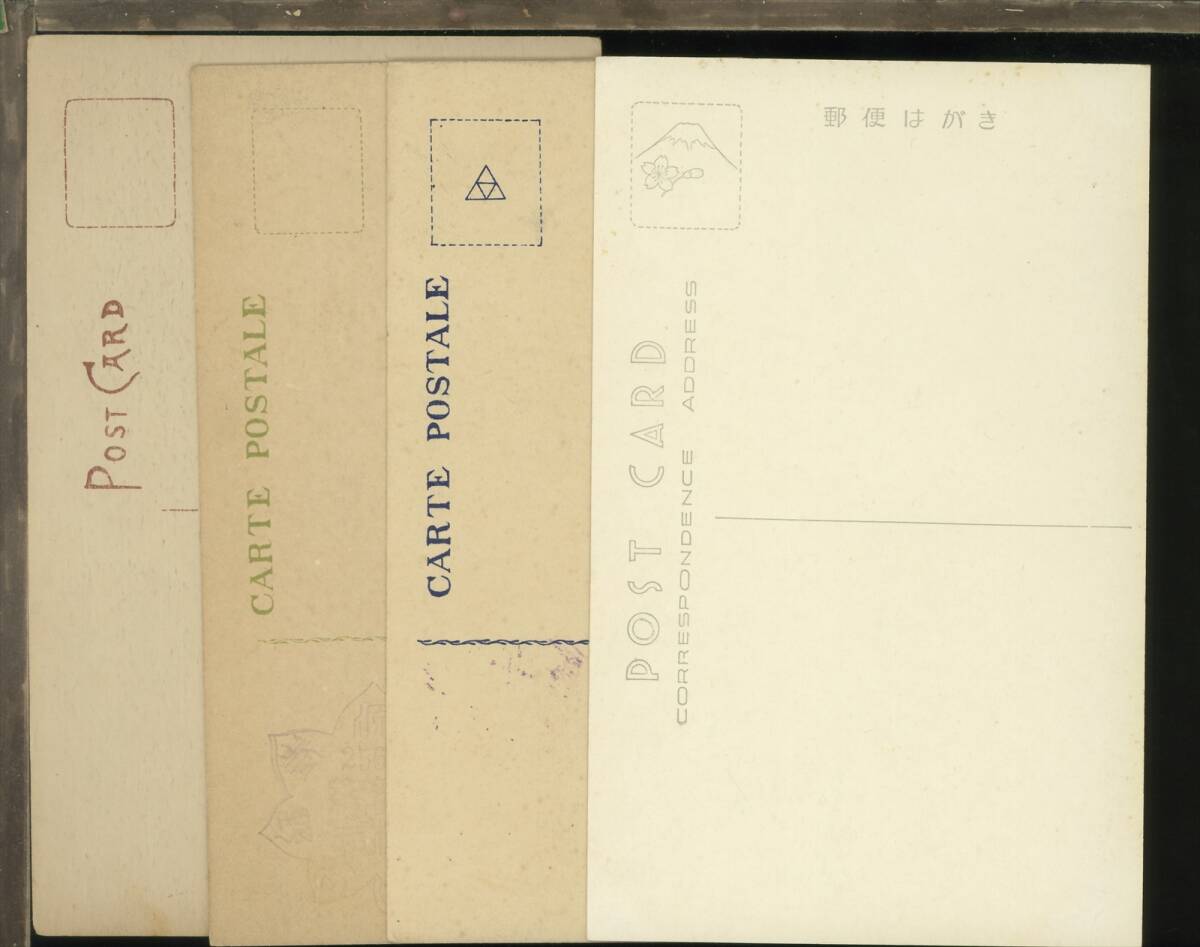 POST CARD
CARTE POSTALE
CARTE POSTALE
郵便はがき
POST CARD
CORRESPONDENCE ADDRESS